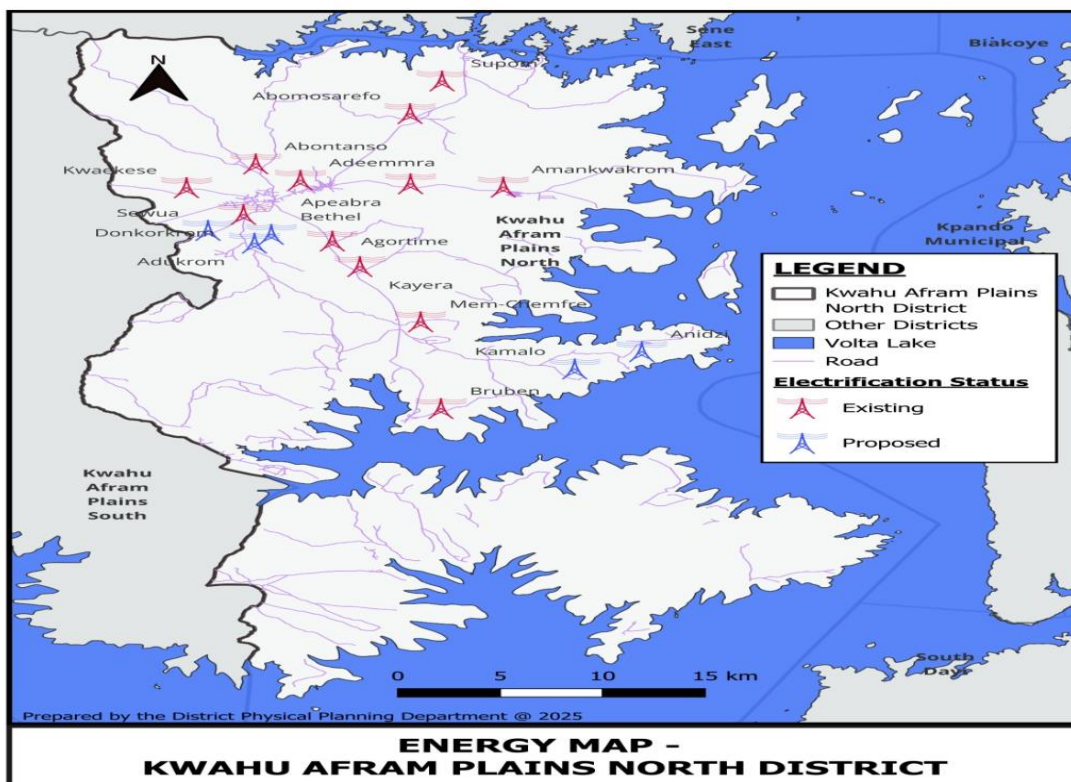 Sene
East
Biakoye
Supom
Abomosarefo
Abontanso
Adeemmra
Kwaekese
Amankwakrom
Sewua
Apeabra
Bethel
Donkorkrom
Agortime
Kwahu
Afram
Plains
North
Kpando
Municipal
Adukrom
Kayera
Mem-Chemfre
Anidzi
Kamalo
Bruben
LEGEND
Kwahu Afram Plains
North District
Other Districts
Volta Lake
Road
Electrification Status
Existing
Proposed
Kwahu
Afram
Plains
South
South
Dayi
0 5 10 15 km
Prepared by the District Physical Planning Department @ 2025
ENERGY MAP -
KWAHU AFRAM PLAINS NORTH DISTRICT
N